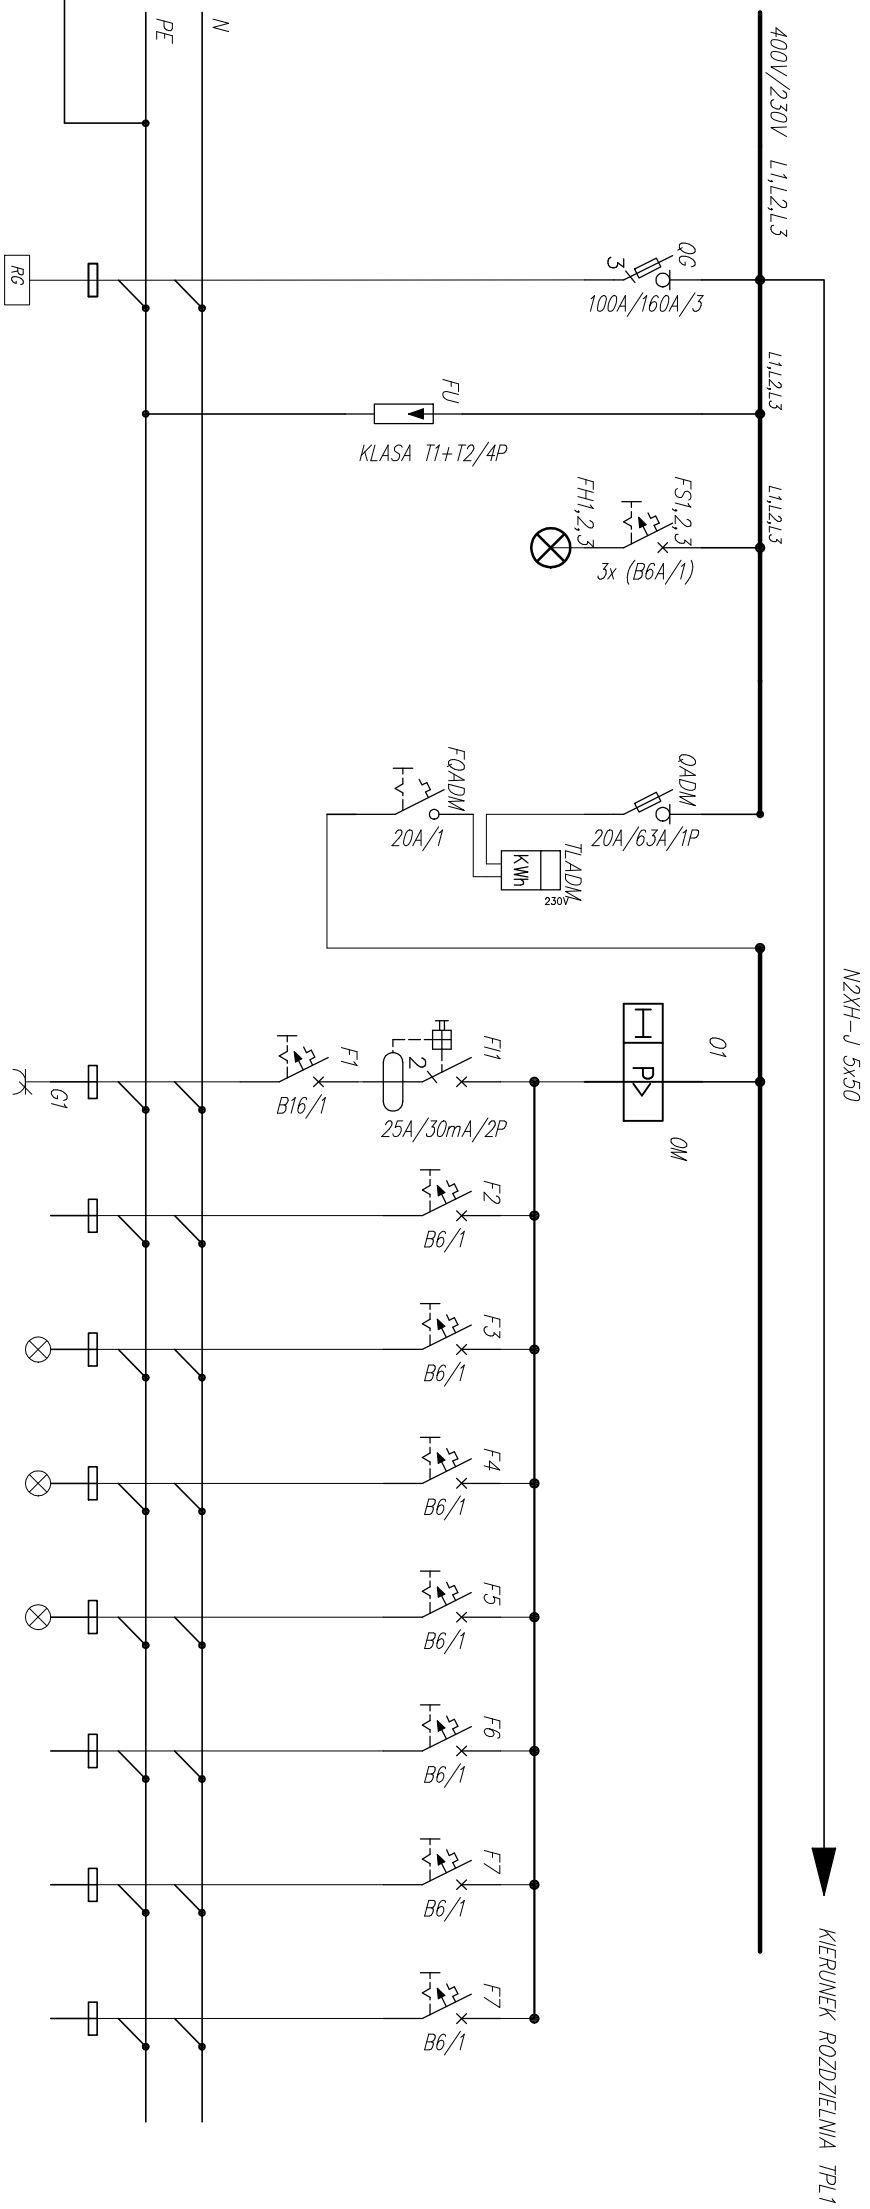 N
PE
400V/230V L1,L2,L3
QG
3
100A/160A/3
RG
L1,L2,L3
FU
KLASA T1+T2/4P
L1,L2,L3
FS1,2,3
FH1,2,3
3x (B6A/1)
QADM
20A/63A/1P
FQADM
20A/1
TLADM
KWh
230V
N2XH-J 5x50
O1
P
OM
FI1
2
25A/30mA/2P
F1
B16/1
G1
F2
B6/1
F3
B6/1
F4
B6/1
F5
B6/1
F6
B6/1
F7
B6/1
F7
B6/1
KIERUNEK ROZDZIELNIA TPL1